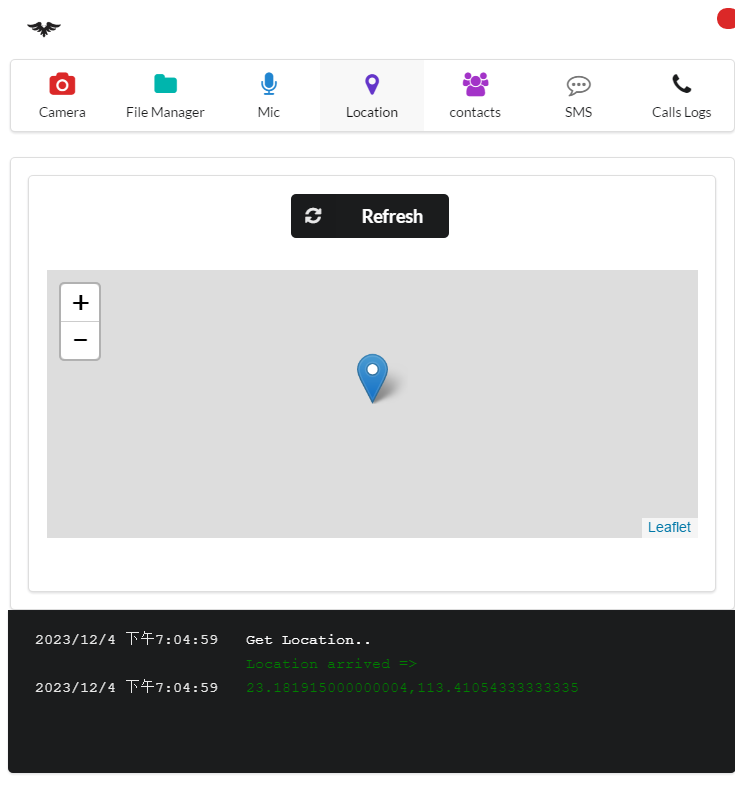 Camera
File Manager
Mic
Location
contacts
SMS
Calls Logs
Refresh
+
−
Leaflet
2023/12/4 下午7:04:59 Get Location..
Location arrived =>
2023/12/4 下午7:04:59 23.181915000000004,113.41054333333335